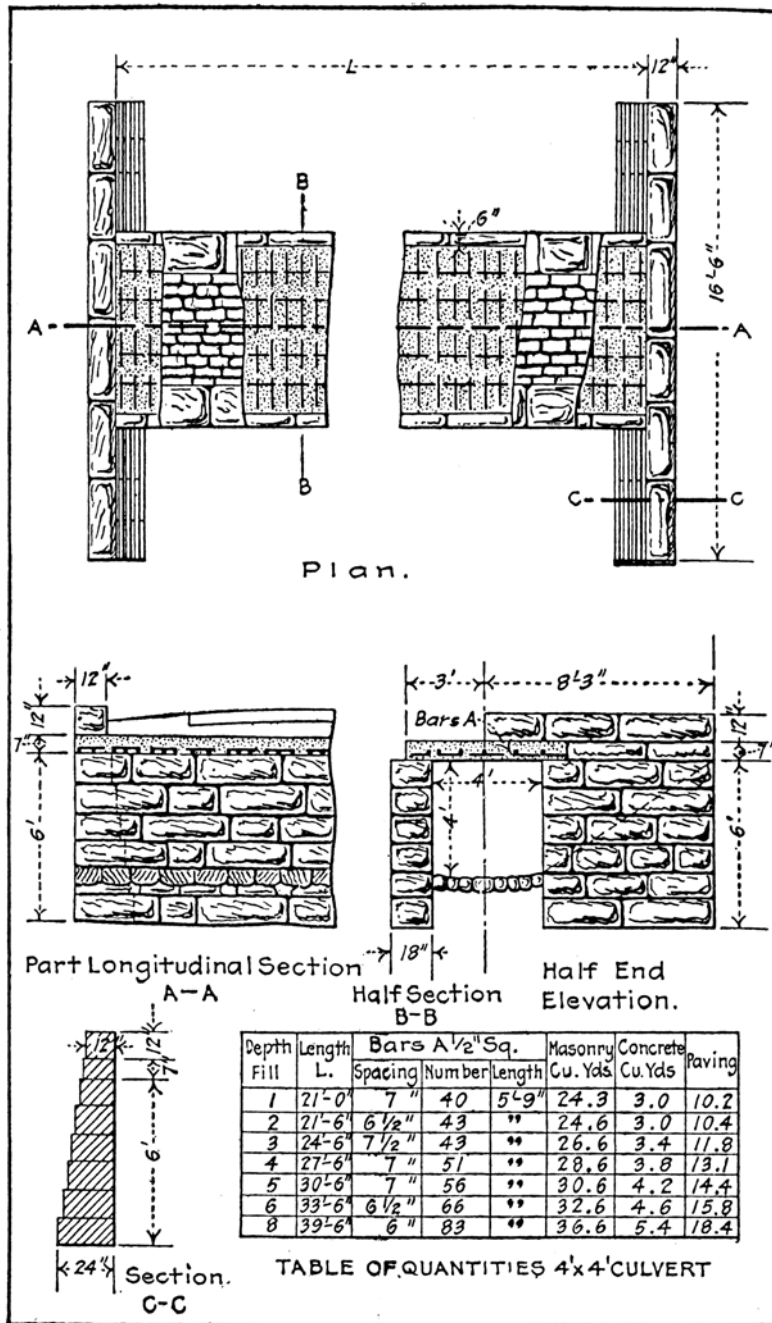 L
12"
B
6"
16'-6"
A
A
C
C
B
Plan.
12"
12"
7"
6'
3'
8'-3"
Bars A
12"
7"
4'
4'
6'
18"
Part Longitudinal Section
A-A
Half Section
B-B
Half End
Elevation.
12"
12"
7"
6'
24"
Section.
C-C
Depth Fill | Length L. | Bars A ½" Sq. | Masonry Cu. Yds. | Concrete Cu. Yds | Paving
Spacing | Number | Length
1 | 21'-0" | 7 " | 40 | 5'-9" | 24.3 | 3.0 | 10.2
2 | 21'-6" | 6½" | 43 | " | 24.6 | 3.0 | 10.4
3 | 24'-6" | 7½" | 43 | " | 26.6 | 3.4 | 11.8
4 | 27'-6" | 7 " | 51 | " | 28.6 | 3.8 | 13.1
5 | 30'-6" | 7 " | 56 | " | 30.6 | 4.2 | 14.4
6 | 33'-6" | 6½" | 66 | " | 32.6 | 4.6 | 15.8
8 | 39'-6" | 6 " | 83 | " | 36.6 | 5.4 | 18.4
TABLE OF QUANTITIES 4'x4' CULVERT